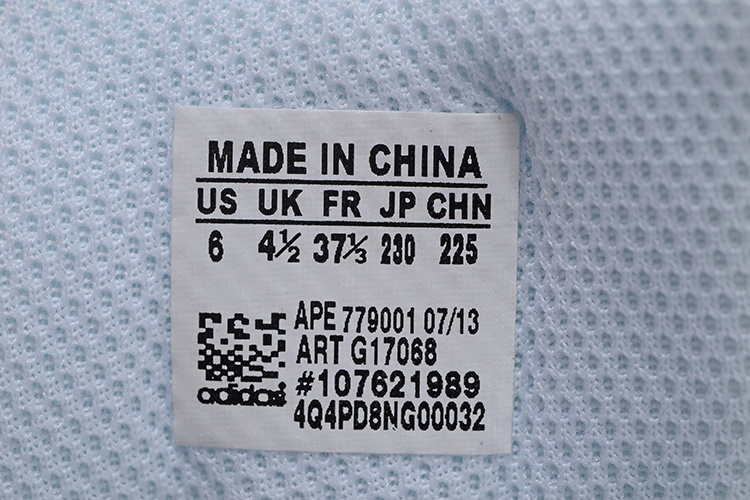 MADE IN CHINA
US UK FR JP CHN
6 4½ 37⅓ 230 225
APE 779001 07/13
ART G17068
#107621989
adidas
4Q4PD8NG00032